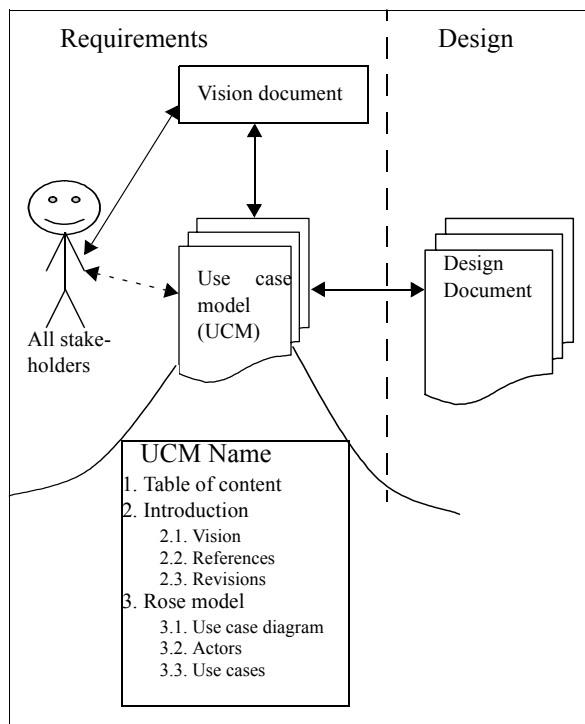 Requirements
Design
Vision document
Use case
model
(UCM)
Design
Document
All stake-
holders
UCM Name
1. Table of content
2. Introduction
2.1. Vision
2.2. References
2.3. Revisions
3. Rose model
3.1. Use case diagram
3.2. Actors
3.3. Use cases